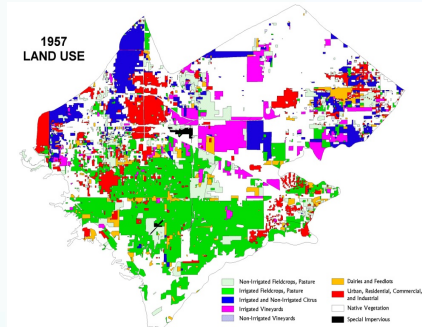 1957
LAND USE
Non-Irrigated Fieldcrops, Pasture
Irrigated Fieldcrops, Pasture
Irrigated and Non-Irrigated Citrus
Irrigated Vineyards
Non-Irrigated Vineyards
Dairies and Feedlots
Urban, Residential, Commercial,
and Industrial
Native Vegetation
Special Impervious